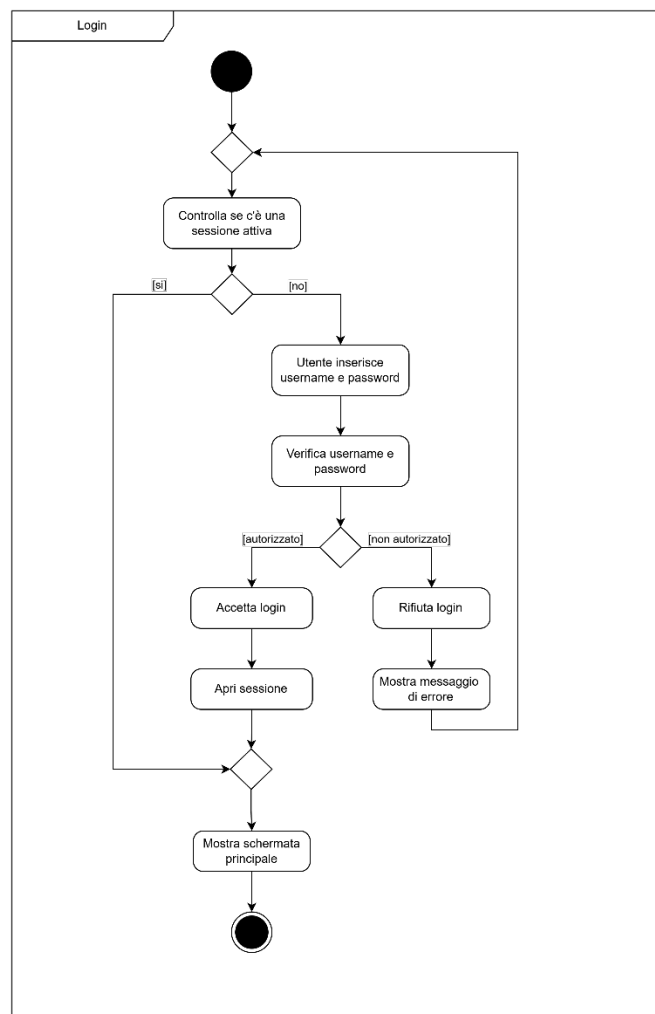 Login
Controlla se c'è una
sessione attiva
[si]
[no]
Utente inserisce
username e password
Verifica username e
password
[autorizzato]
[non autorizzato]
Accetta login
Rifiuta login
Apri sessione
Mostra messaggio
di errore
Mostra schermata
principale